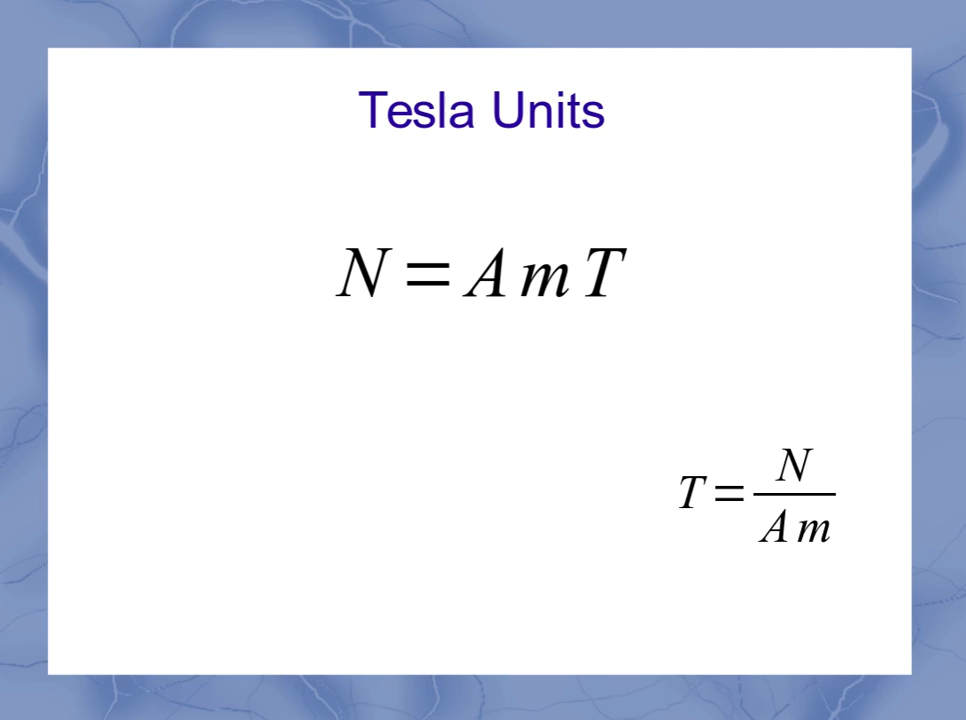 Tesla Units
N = A m T
T = N / A m